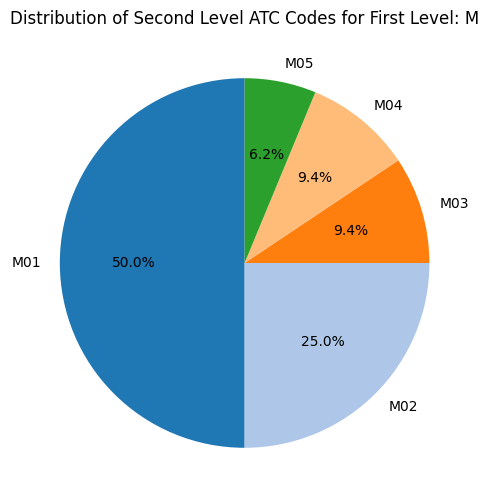 Distribution of Second Level ATC Codes for First Level: M
M05
M04
6.2%
9.4%
M03
9.4%
M01
50.0%
25.0%
M02